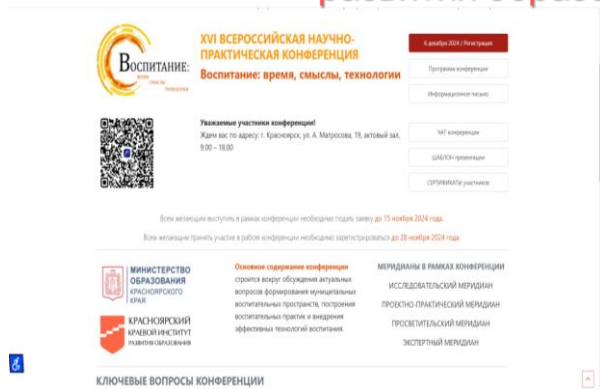 развития образо
ВОСПИТАНИЕ:
ВРЕМЯ
СМЫСЛЫ
ТЕХНОЛОГИИ
XVI ВСЕРОССИЙСКАЯ НАУЧНО-
ПРАКТИЧЕСКАЯ КОНФЕРЕНЦИЯ
Воспитание: время, смыслы, технологии
6 декабря 2024 / Регистрация
Программа конференции
Информационное письмо
Уважаемые участники конференции!
Ждем вас по адресу: г. Красноярск, ул. А. Матросова, 19, актовый зал,
9.00 – 18.00
ЧАТ конференции
ШАБЛОН презентации
СЕРТИФИКАТЫ участников
Всем желающим выступить в рамках конференции необходимо подать заявку до 15 ноября 2024 года.
Всем желающим принять участие в работе конференции необходимо зарегистрироваться до 28 ноября 2024 года
МИНИСТЕРСТВО
ОБРАЗОВАНИЯ
КРАСНОЯРСКОГО
КРАЯ
КРАСНОЯРСКИЙ
КРАЕВОЙ ИНСТИТУТ
РАЗВИТИЯ ОБРАЗОВАНИЯ
Основное содержание конференции
строится вокруг обсуждения актуальных
вопросов формирования муниципальных
воспитательных пространств, построения
воспитательных практик и внедрения
эффективных технологий воспитания.
МЕРИДИАНЫ В РАМКАХ КОНФЕРЕНЦИИ
ИССЛЕДОВАТЕЛЬСКИЙ МЕРИДИАН
ПРОЕКТНО-ПРАКТИЧЕСКИЙ МЕРИДИАН
ПРОСВЕТИТЕЛЬСКИЙ МЕРИДИАН
ЭКСПЕРТНЫЙ МЕРИДИАН
КЛЮЧЕВЫЕ ВОПРОСЫ КОНФЕРЕНЦИИ